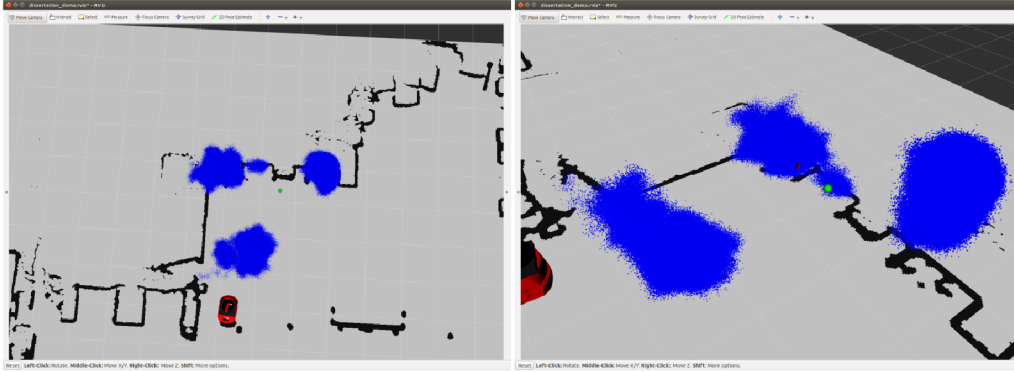 dissertation_demo.rviz* - RViz
Move Camera Interact Select Measure Focus Camera Survey Grid 2D Pose Estimate
Reset Left-Click: Rotate. Middle-Click: Move X/Y. Right-Click: Move Z. Shift: More options.
dissertation_demo.rviz* - RViz
Move Camera Interact Select Measure Focus Camera Survey Grid 2D Pose Estimate
Reset Left-Click: Rotate. Middle-Click: Move X/Y. Right-Click: Move Z. Shift: More options.